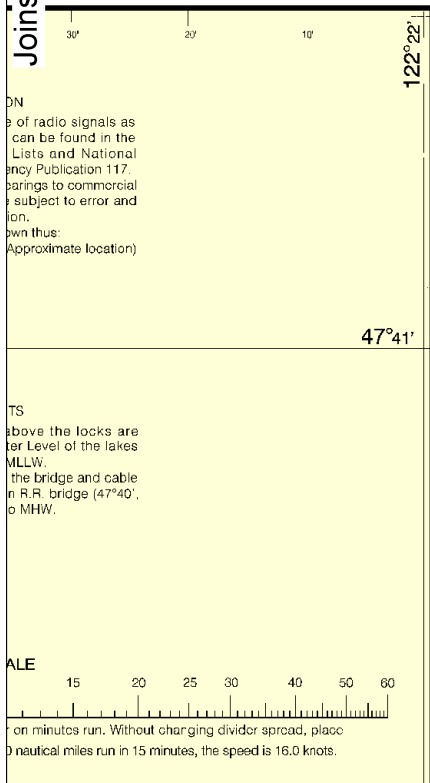 Joins
30' 20' 10'
122°22'
ON
e of radio signals as
can be found in the
Lists and National
ency Publication 117.
earings to commercial
subject to error and
ion.
own thus:
Approximate location)
47°41'
TS
above the locks are
ter Level of the lakes
MLLW.
the bridge and cable
n R.R. bridge (47°40',
o MHW.
ALE
15 20 25 30 40 50 60
r on minutes run. Without changing divider spread, place
0 nautical miles run in 15 minutes, the speed is 16.0 knots.